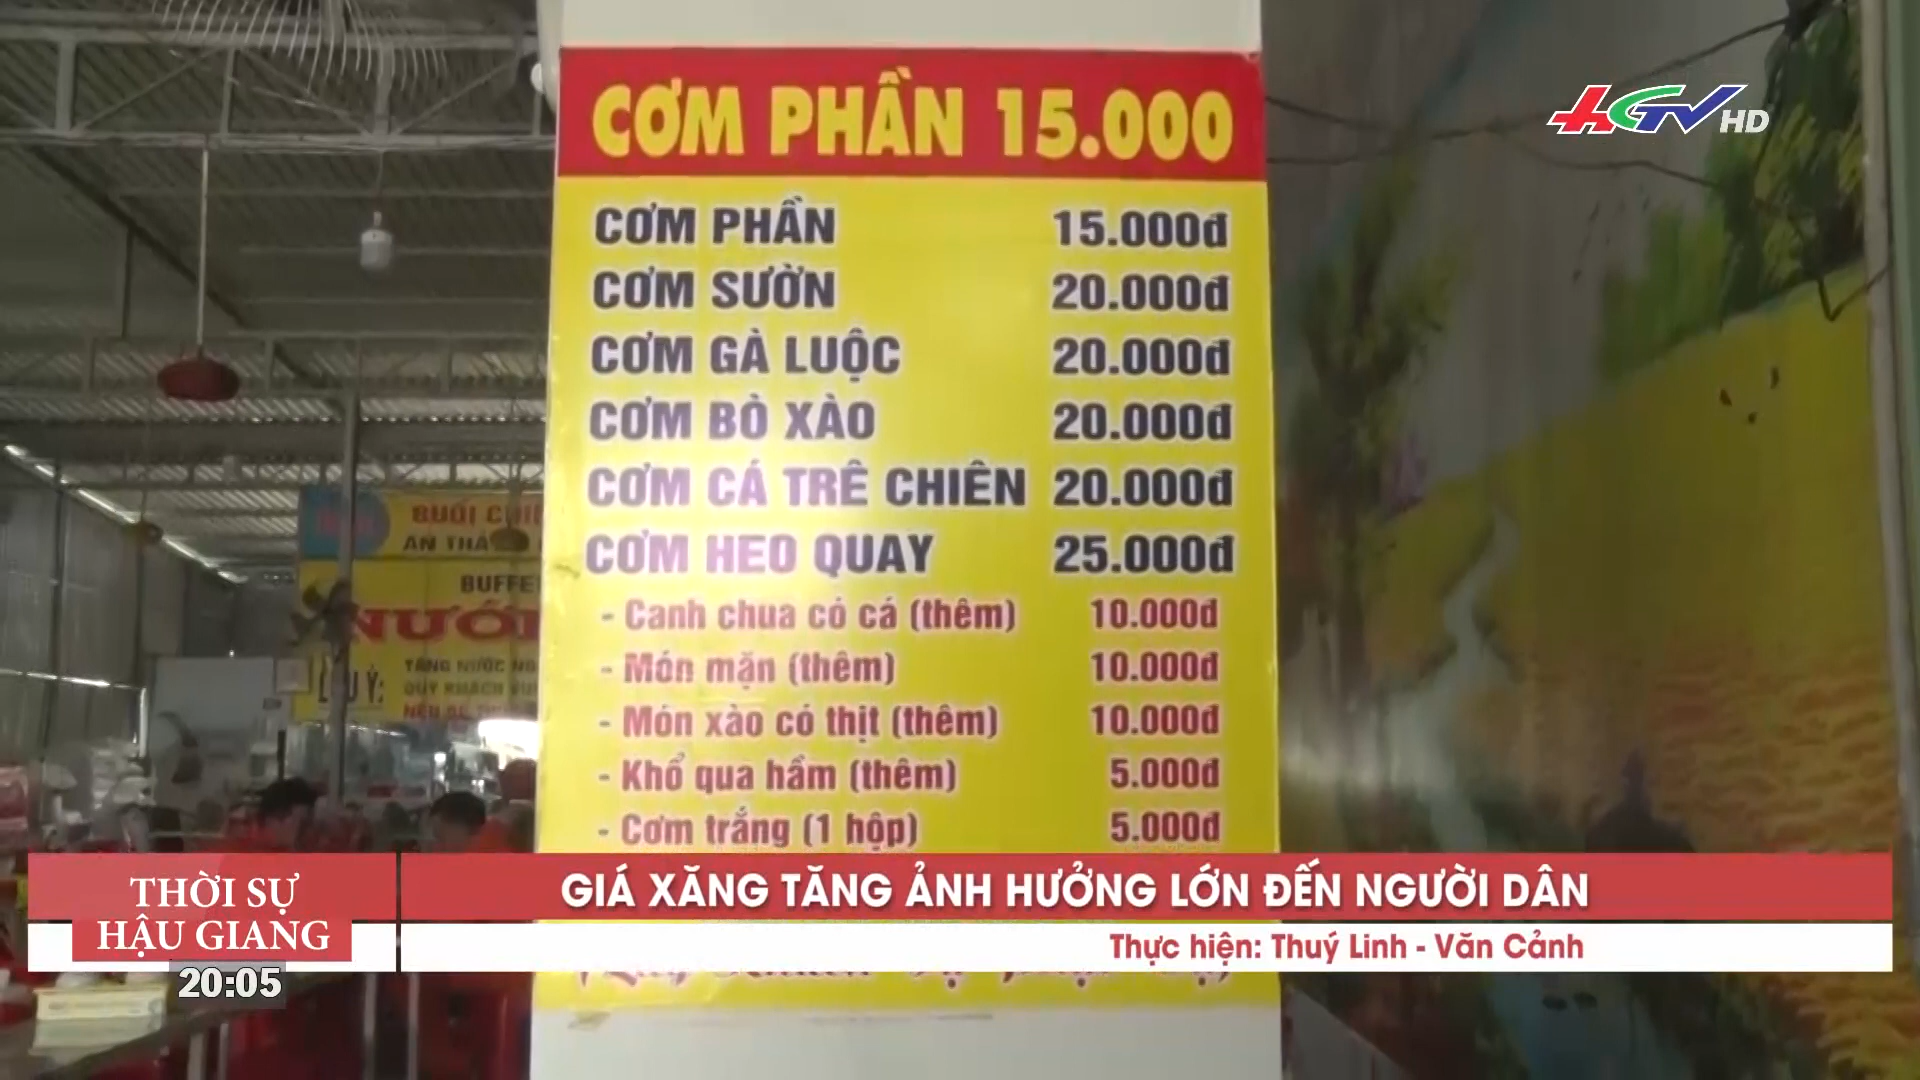 HGTV HD
CƠM PHẦN 15.000
CƠM PHẦN 15.000đ
CƠM SƯỜN 20.000đ
CƠM GÀ LUỘC 20.000đ
CƠM BÒ XÀO 20.000đ
CƠM CÁ TRÊ CHIÊN 20.000đ
CƠM HEO QUAY 25.000đ
- Canh chua có cá (thêm) 10.000đ
- Món mặn (thêm) 10.000đ
- Món xào có thịt (thêm) 10.000đ
- Khổ qua hầm (thêm) 5.000đ
- Cơm trắng (1 hộp) 5.000đ
BUỔI
BUFFE
NƯỚ
Ý:
THỜI SỰ
HẬU GIANG
20:05
GIÁ XĂNG TĂNG ẢNH HƯỞNG LỚN ĐẾN NGƯỜI DÂN
Thực hiện: Thuý Linh - Văn Cảnh